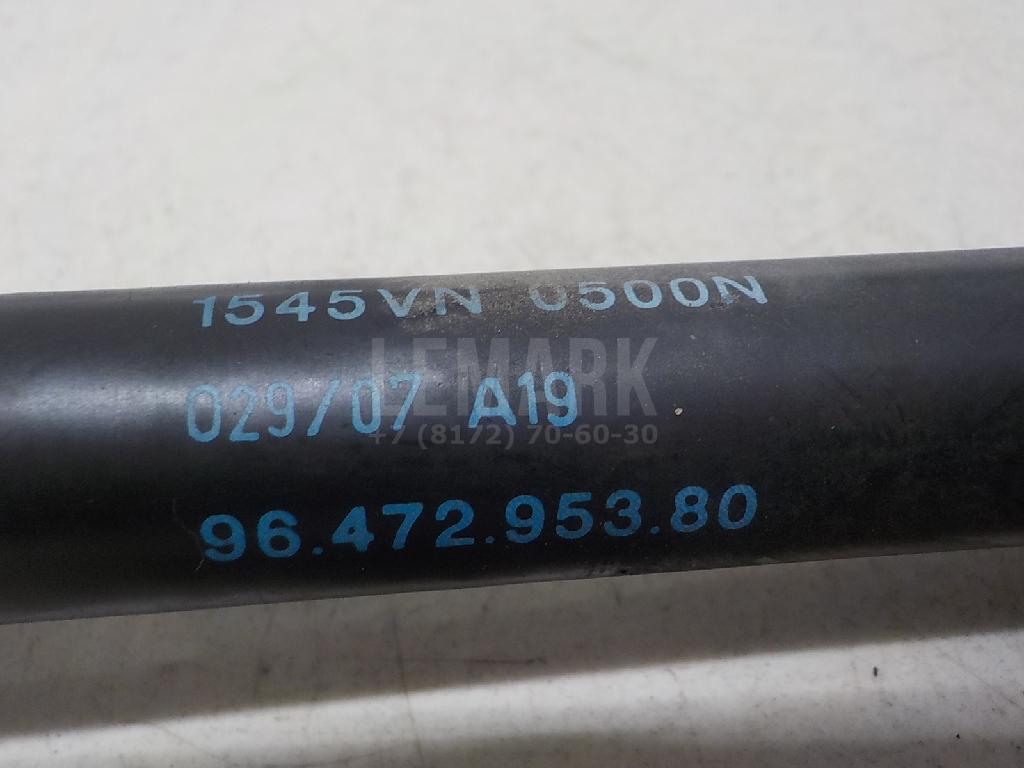 1545VN 0500N
LEMARK
029/07 A19
+7 (8172) 70-60-30
96.472.953.80